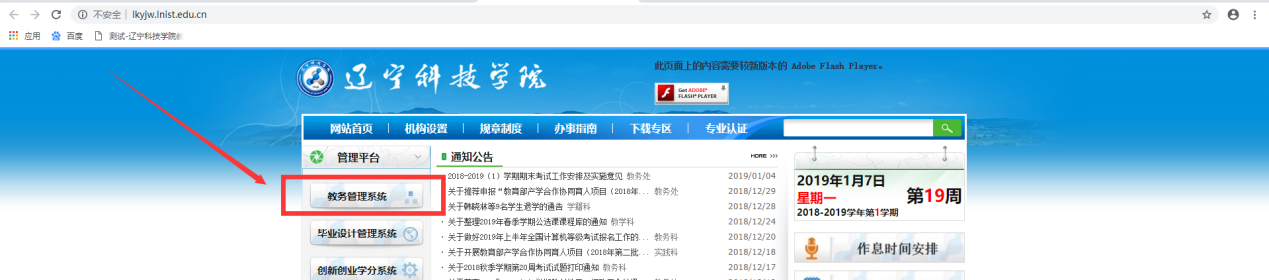 不安全 | lkyjw.lnist.edu.cn
应用 百度 测试-辽宁科技学院
辽宁科技学院
此页面上的内容需要较新版本的 Adobe Flash Player。
Get ADOBE®
FLASH® PLAYER
网站首页 | 机构设置 | 规章制度 | 办事指南 | 下载专区 | 专业认证
管理平台
教务管理系统
毕业设计管理系统
创新创业学分系统
通知公告 MORE >>>
2018-2019（1）学期期末考试工作安排及实施意见 教务处 2019/01/04
· 关于推荐申报“教育部产学合作协同育人项目（2018年... 教务处 2018/12/29
· 关于韩皖林等9名学生退学的通告 学籍科 2018/12/28
· 关于整理2019年春季学期公选课课程库的通知 教学科 2018/12/24
· 关于做好2019年上半年全国计算机等级考试报名工作的... 教务科 2018/12/20
· 关于开展教育部产学合作协同育人项目（2018年第二批... 实践科 2018/12/18
· 关于2018秋季学期第20周考试试题打印通知 教务科 2018/12/17
2019年1月7日
星期一 第19周
2018-2019学年第1学期
作息时间安排